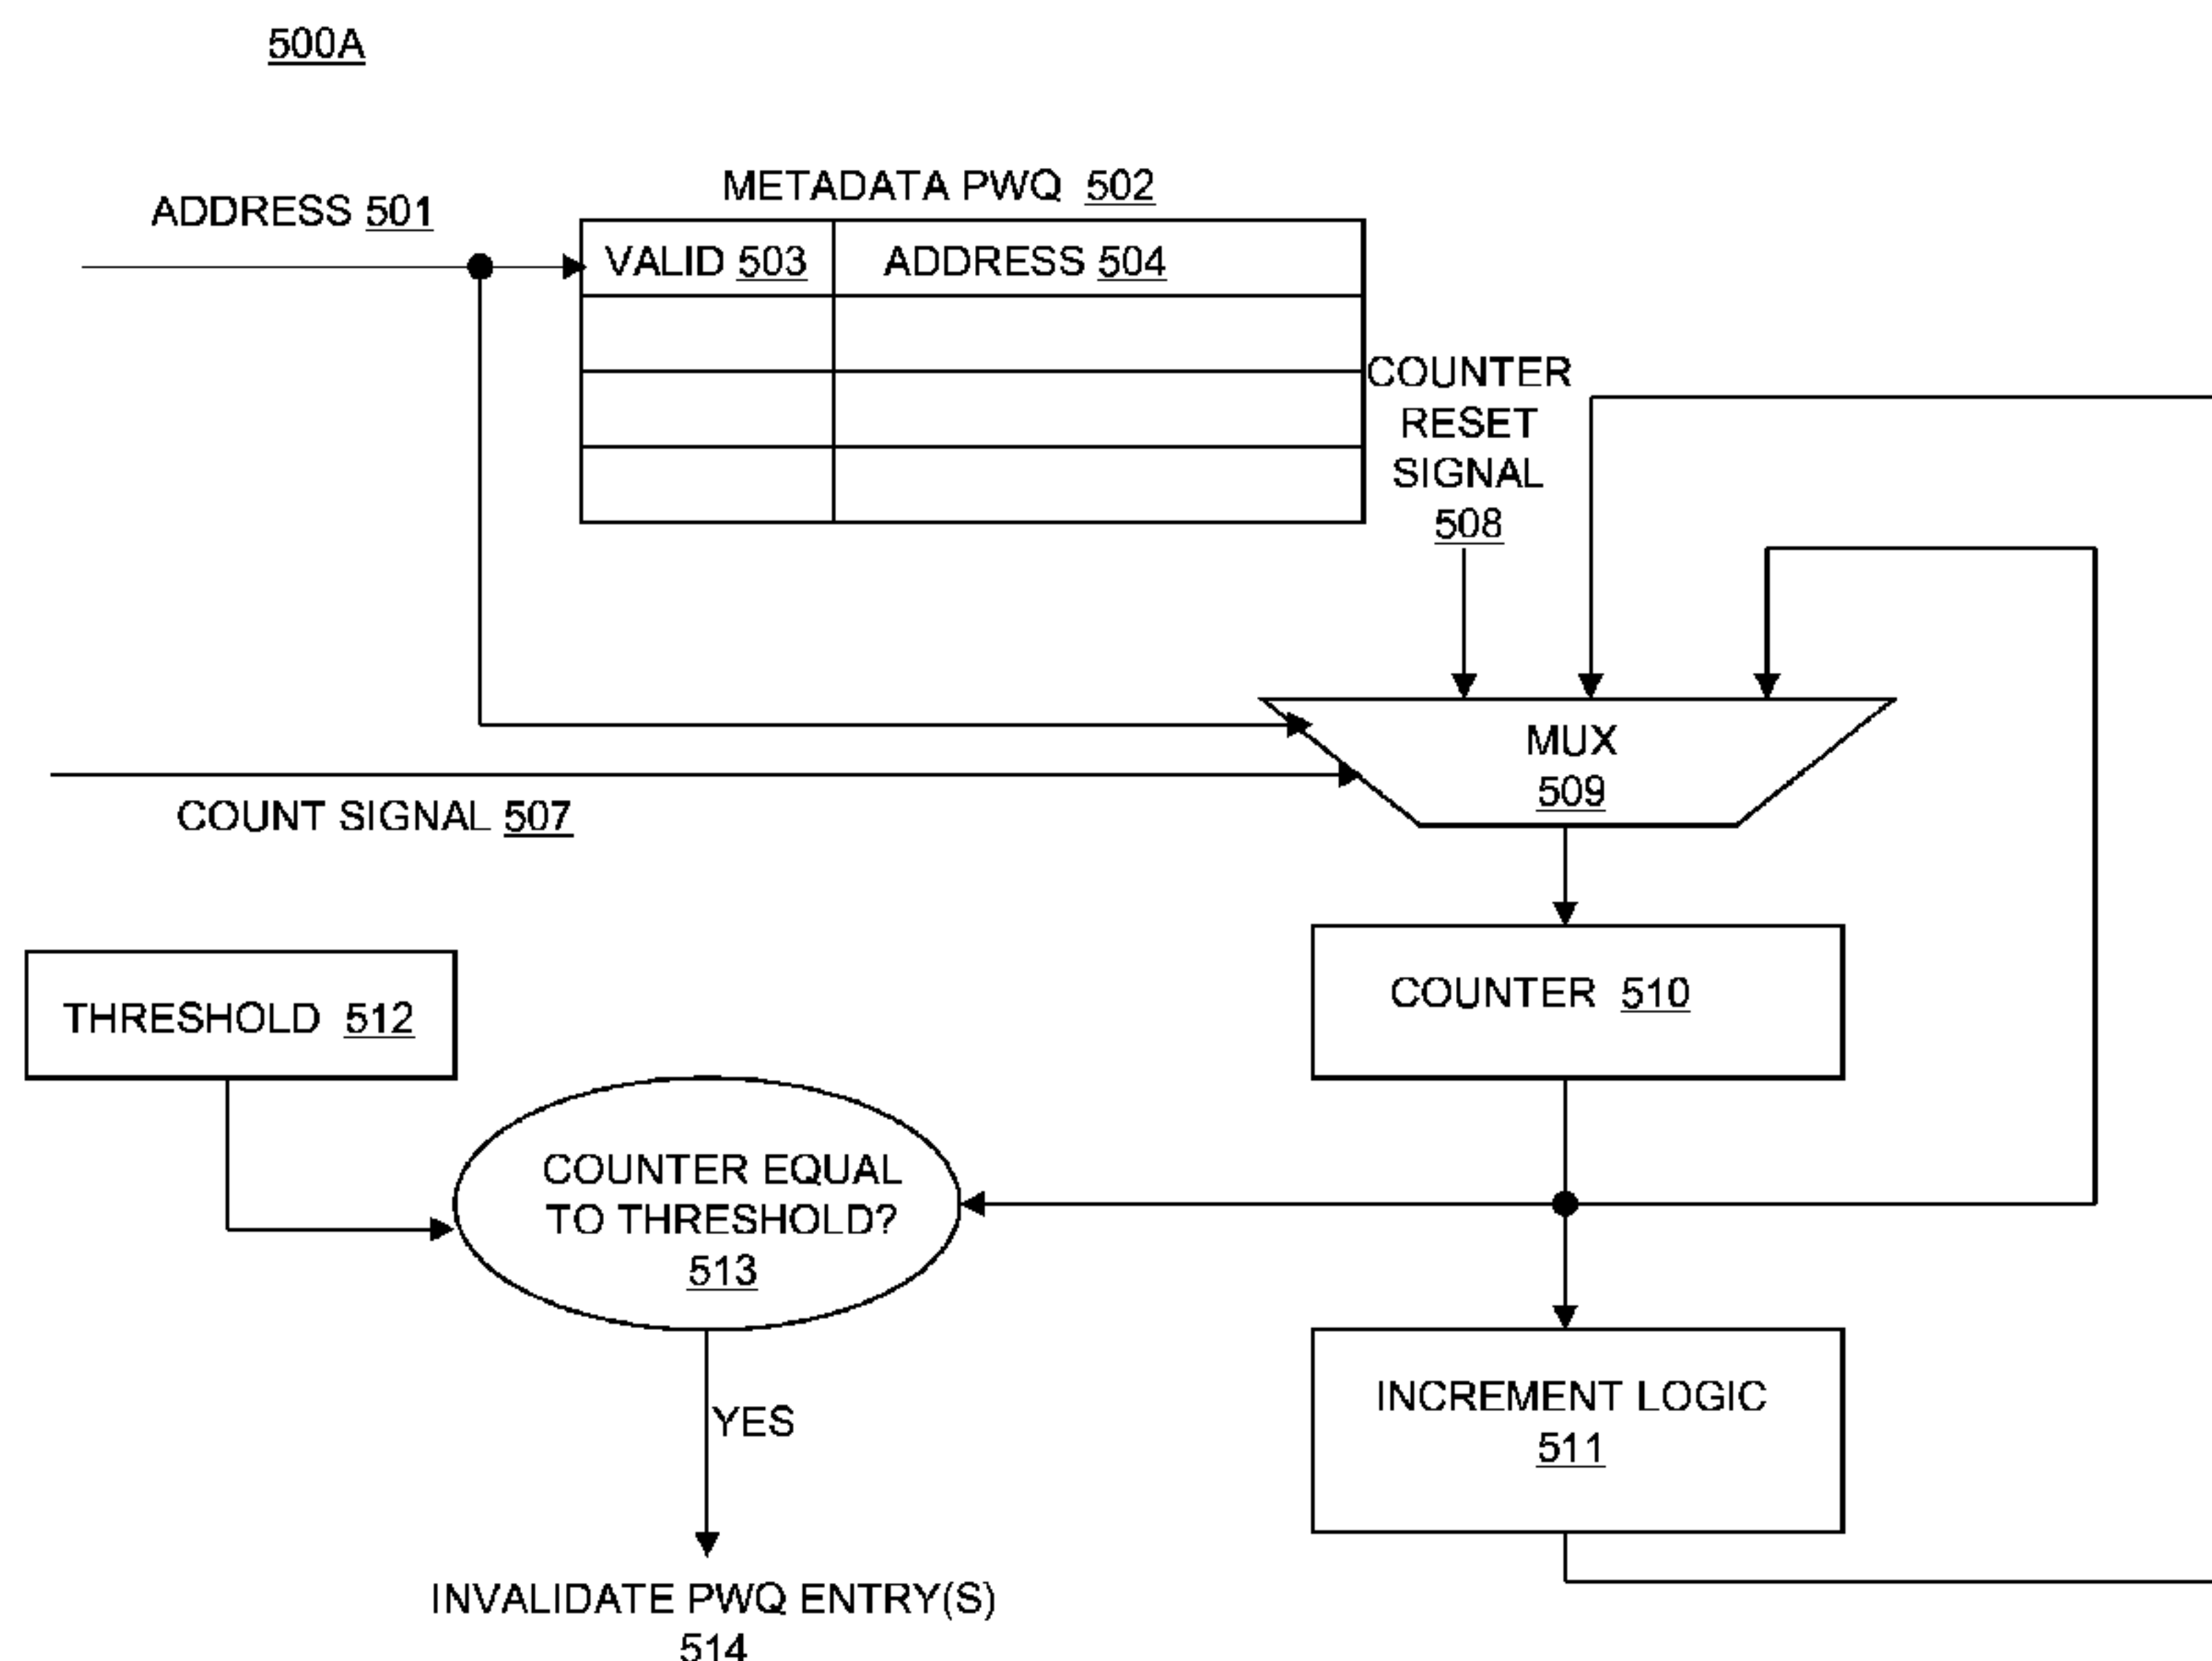 500A
METADATA PWQ 502
ADDRESS 501
VALID 503 ADDRESS 504
COUNTER
RESET
SIGNAL
508
MUX
509
COUNT SIGNAL 507
COUNTER 510
THRESHOLD 512
COUNTER EQUAL
TO THRESHOLD?
513
INCREMENT LOGIC
511
YES
INVALIDATE PWQ ENTRY(S)
514